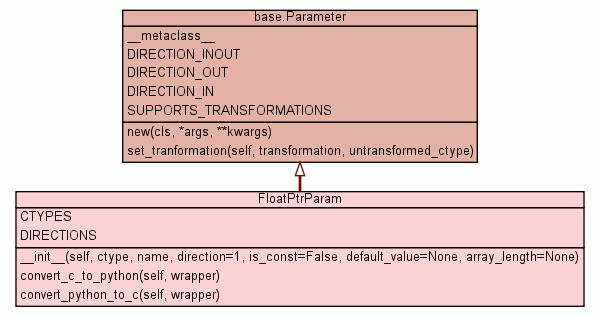 base.Parameter
__metaclass__
DIRECTION_INOUT
DIRECTION_OUT
DIRECTION_IN
SUPPORTS_TRANSFORMATIONS
new(cls, *args, **kwargs)
set_tranformation(self, transformation, untransformed_ctype)
FloatPtrParam
CTYPES
DIRECTIONS
__init__(self, ctype, name, direction=1, is_const=False, default_value=None, array_length=None)
convert_c_to_python(self, wrapper)
convert_python_to_c(self, wrapper)